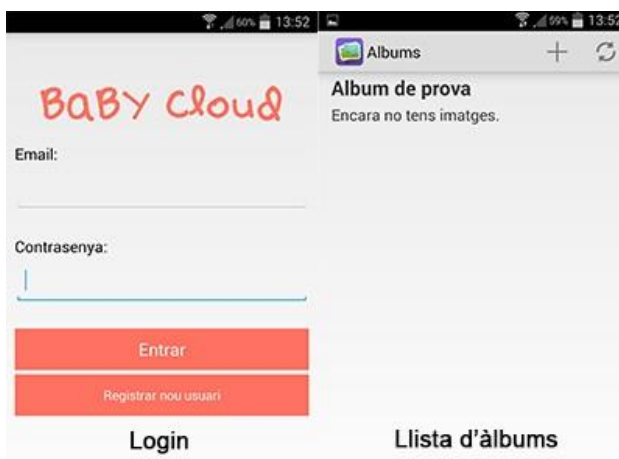 60% 13:52
BaBY Cloud
Email:
Contrasenya:
Entrar
Registrar nou usuari
Login
59% 13:52
Albums
Album de prova
Encara no tens imatges.
Llista d'àlbums